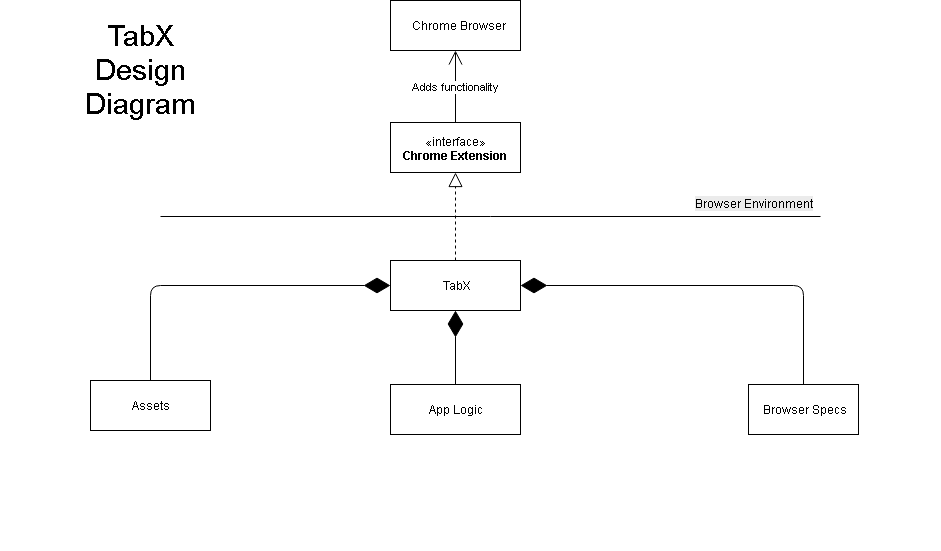 TabX
Design
Diagram
Chrome Browser
Adds functionality
«interface»
Chrome Extension
Browser Environment
TabX
Assets
App Logic
Browser Specs